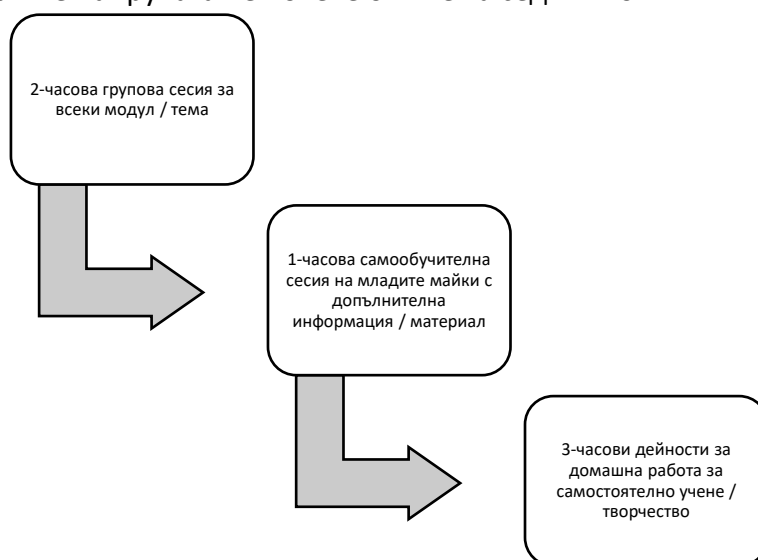 2-часова групова сесия за
всеки модул / тема
1-часова самообучителна
сесия на младите майки с
допълнителна
информация / материал
3-часови дейности за
домашна работа за
самостоятелно учене /
творчество